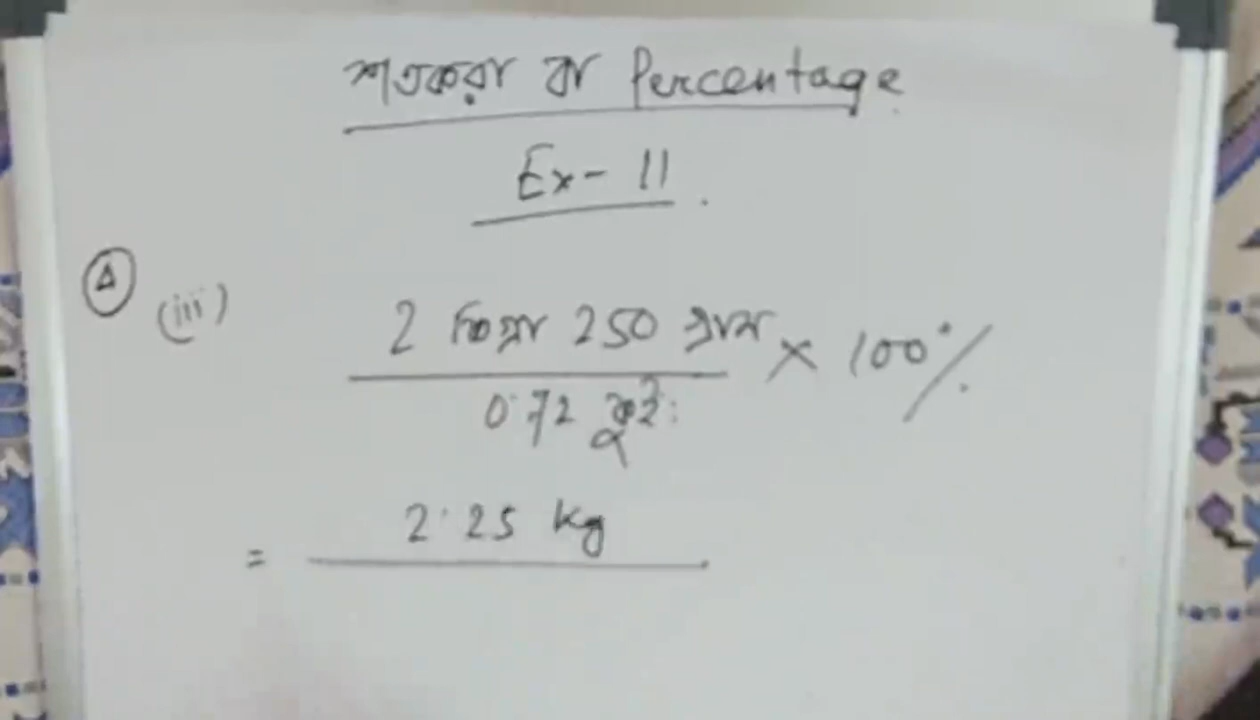 শতকরা বা Percentage
Ex- 11.
4 (iii)
2 কিগ্রা 250 গ্রাম × 100%
0.72 কুই:
= 2.25 kg